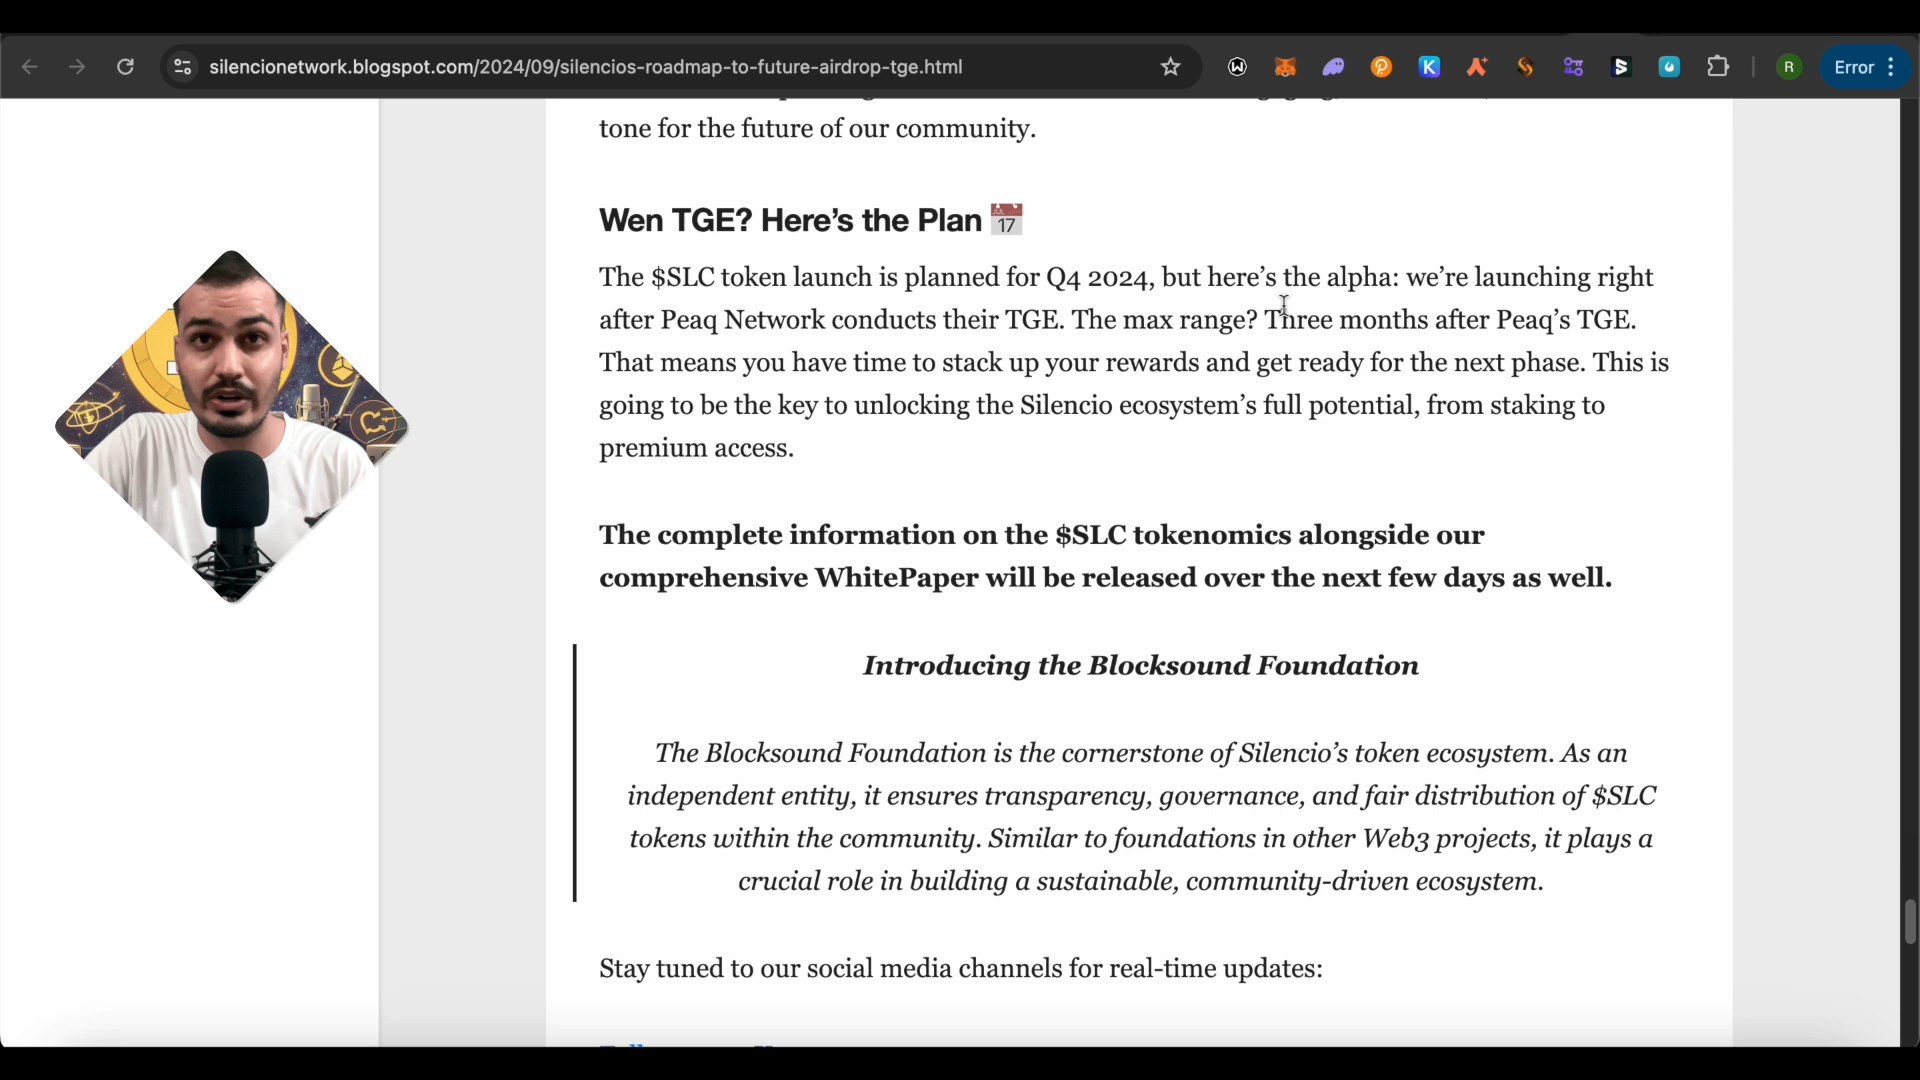 silencionetwork.blogspot.com/2024/09/silencios-roadmap-to-future-airdrop-tge.html
R
Error
tone for the future of our community.
Wen TGE? Here’s the Plan 📅
The $SLC token launch is planned for Q4 2024, but here’s the alpha: we’re launching right
after Peaq Network conducts their TGE. The max range? Three months after Peaq’s TGE.
That means you have time to stack up your rewards and get ready for the next phase. This is
going to be the key to unlocking the Silencio ecosystem’s full potential, from staking to
premium access.
The complete information on the $SLC tokenomics alongside our
comprehensive WhitePaper will be released over the next few days as well.
Introducing the Blocksound Foundation
The Blocksound Foundation is the cornerstone of Silencio’s token ecosystem. As an
independent entity, it ensures transparency, governance, and fair distribution of $SLC
tokens within the community. Similar to foundations in other Web3 projects, it plays a
crucial role in building a sustainable, community-driven ecosystem.
Stay tuned to our social media channels for real-time updates: